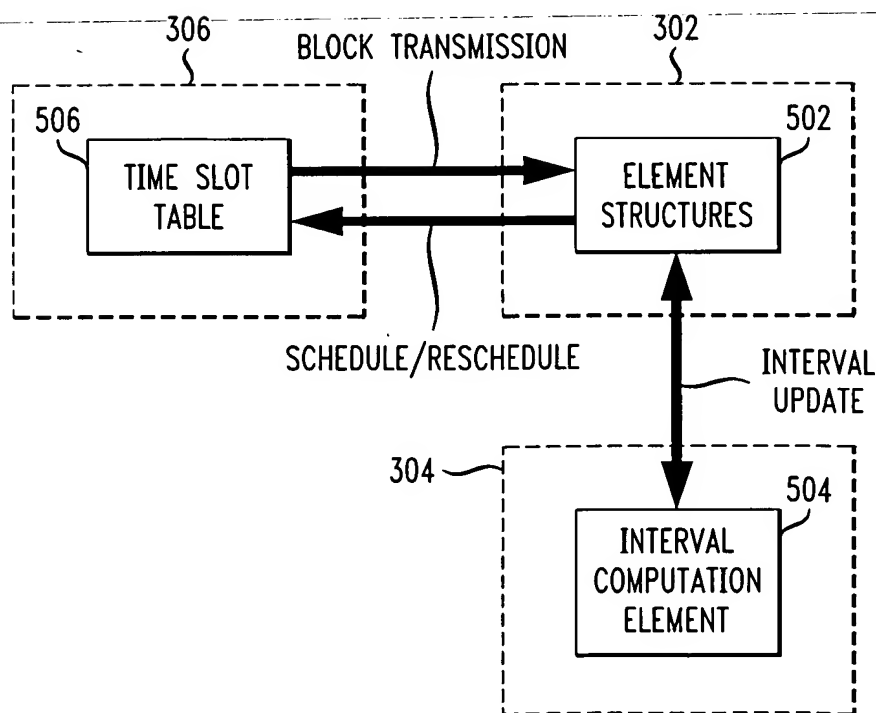 306
BLOCK TRANSMISSION
302
506
TIME SLOT
TABLE
502
ELEMENT
STRUCTURES
SCHEDULE/RESCHEDULE
INTERVAL
UPDATE
304
504
INTERVAL
COMPUTATION
ELEMENT